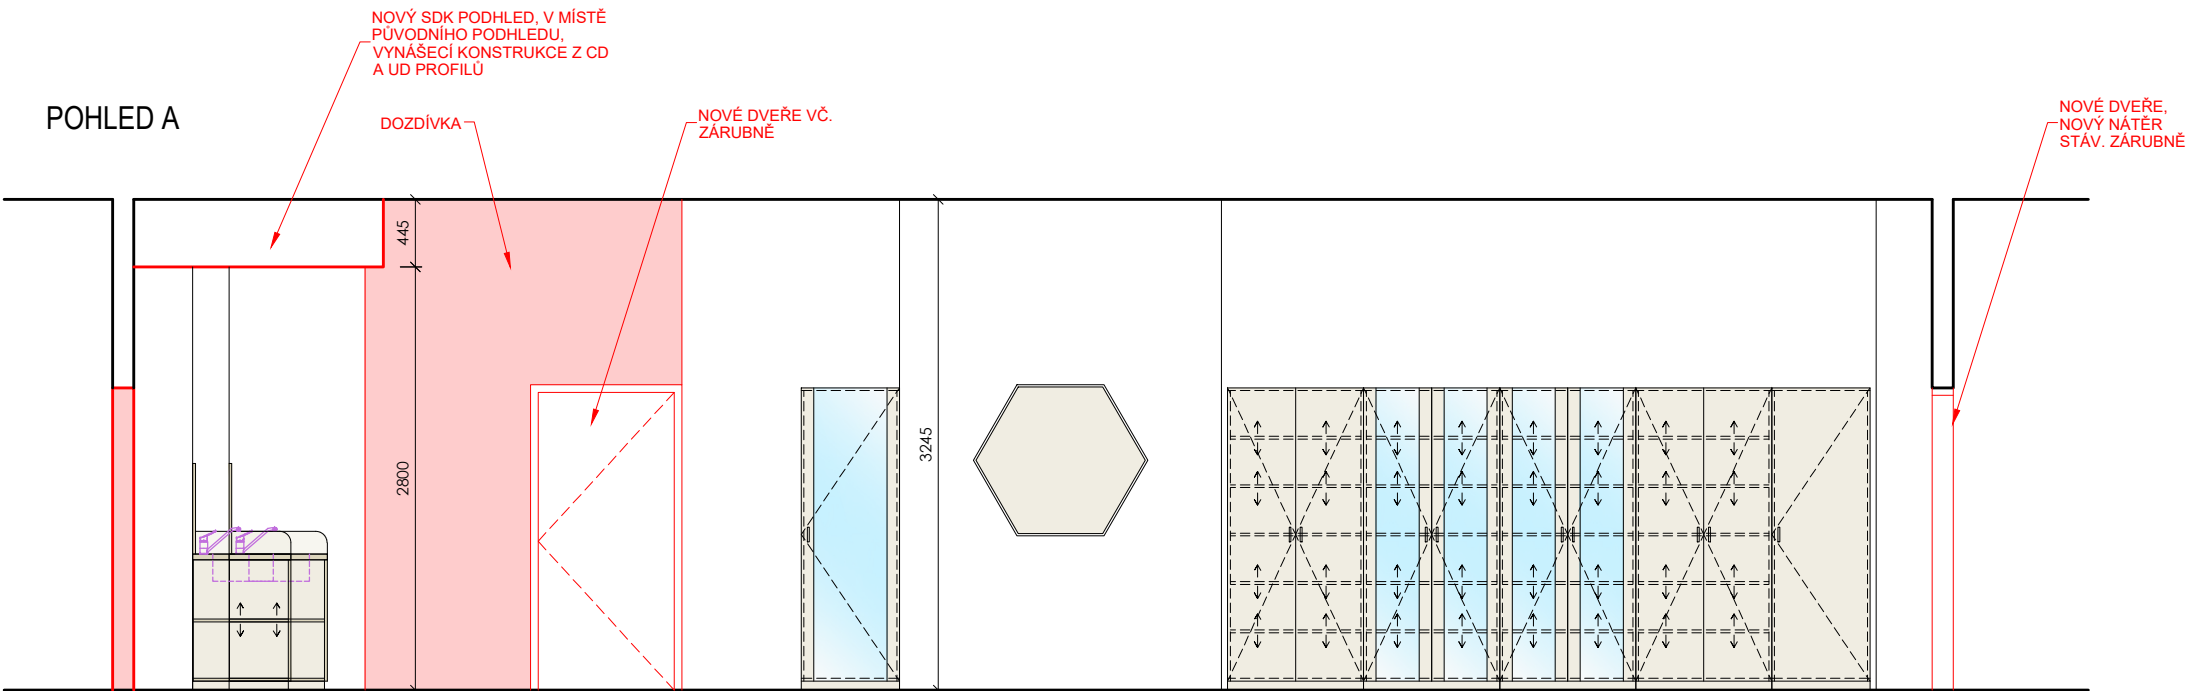 NOVÝ SDK PODHLED, V MÍSTĚ
PŮVODNÍHO PODHLEDU,
VYNÁŠECÍ KONSTRUKCE Z CD
A UD PROFILŮ
POHLED A
DOZDÍVKA
NOVÉ DVEŘE VČ.
ZÁRUBNĚ
NOVÉ DVEŘE,
NOVÝ NÁTĚR
STÁV. ZÁRUBNĚ
445
2800
3245